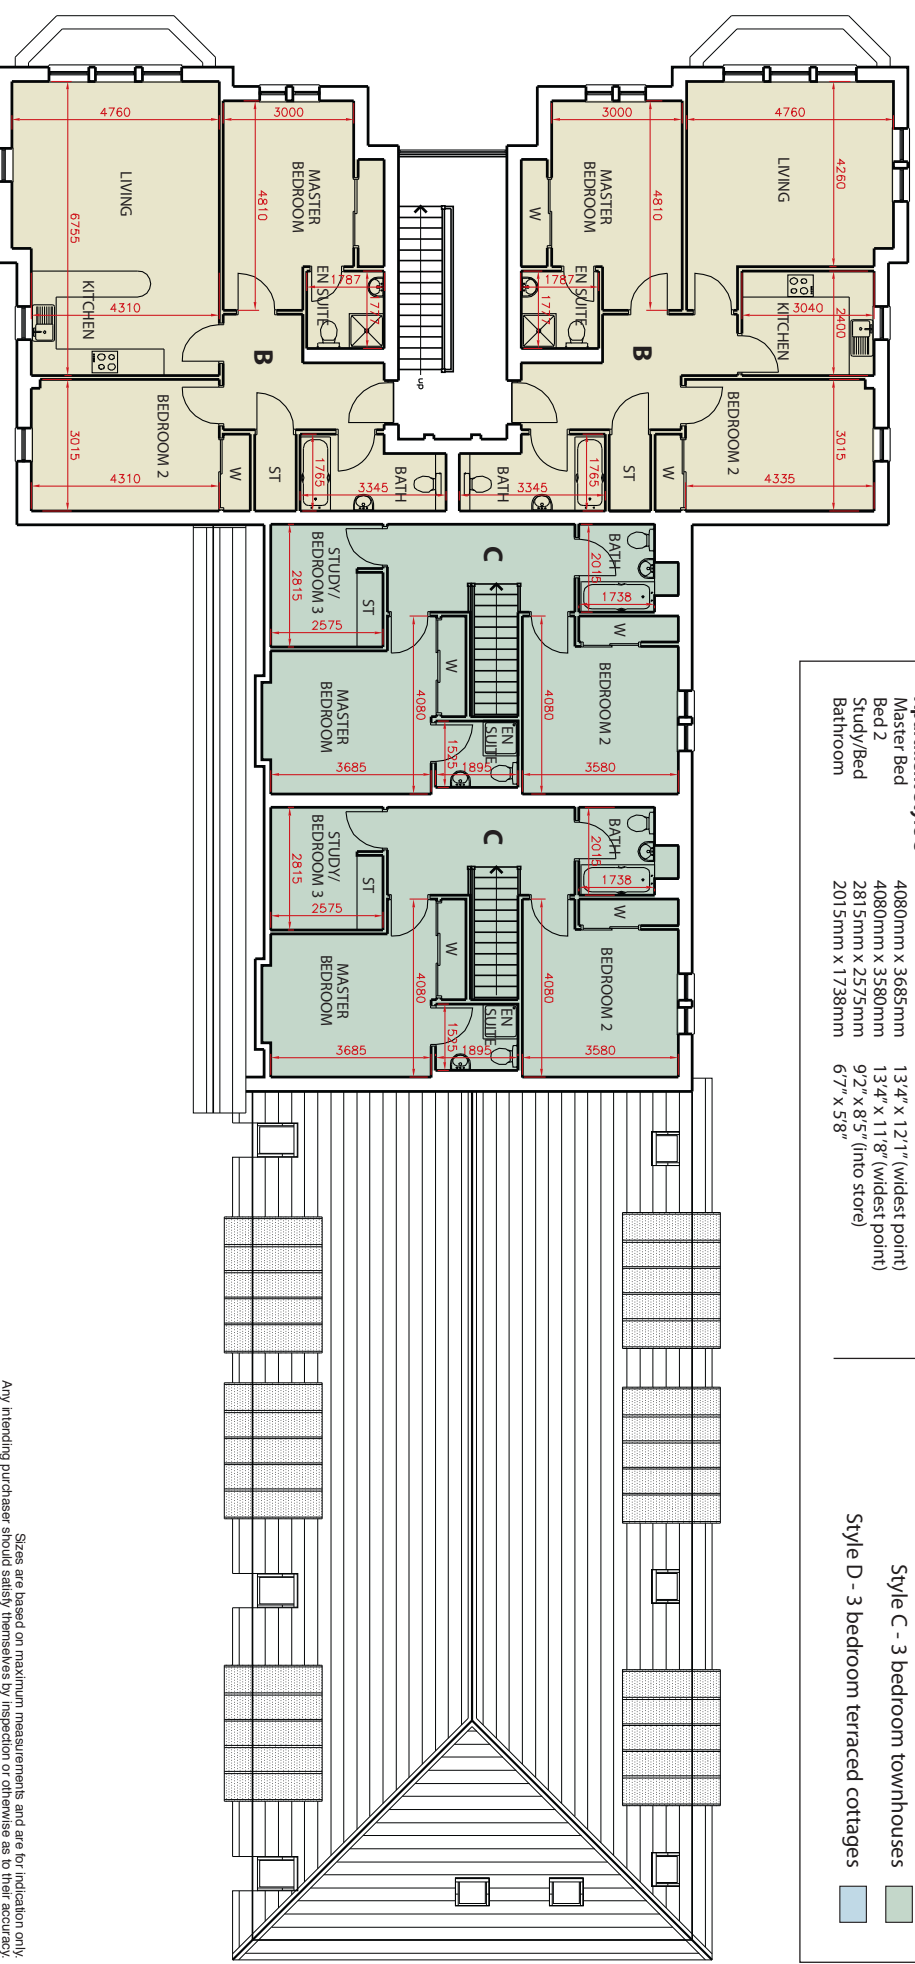 Master Bed 4080mm x 3685mm 13'4" x 12'1" (widest point)
Bed 2 4080mm x 3580mm 13'4" x 11'8" (widest point)
Study/Bed 2815mm x 2575mm 9'2" x 8'5" (into store)
Bathroom 2015mm x 1738mm 6'7" x 5'8"
Style C - 3 bedroom townhouses
Style D - 3 bedroom terraced cottages
LIVING
4760
4260
KITCHEN
3040
2400
MASTER
BEDROOM
3000
4810
W
EN SUITE
1787
1777
B
BEDROOM 2
3015
4335
W
ST
BATH
1765
3345
up
LIVING
4760
6755
KITCHEN
4310
MASTER
BEDROOM
3000
4810
EN SUITE
1787
1777
B
BEDROOM 2
3015
4310
W
ST
BATH
1765
3345
C
BATH
2015
1738
W
BEDROOM 2
4080
3580
STUDY/
BEDROOM 3
2815
2575
ST
W
MASTER
BEDROOM
4080
3685
EN
SUITE
1525
1895
C
BATH
2015
1738
W
BEDROOM 2
4080
3580
STUDY/
BEDROOM 3
2815
2575
ST
W
MASTER
BEDROOM
4080
3685
EN
SUITE
1525
1895
Sizes are based on maximum measurements and are for indication only.
Any intending purchaser should satisfy themselves by inspection or otherwise as to their accuracy.